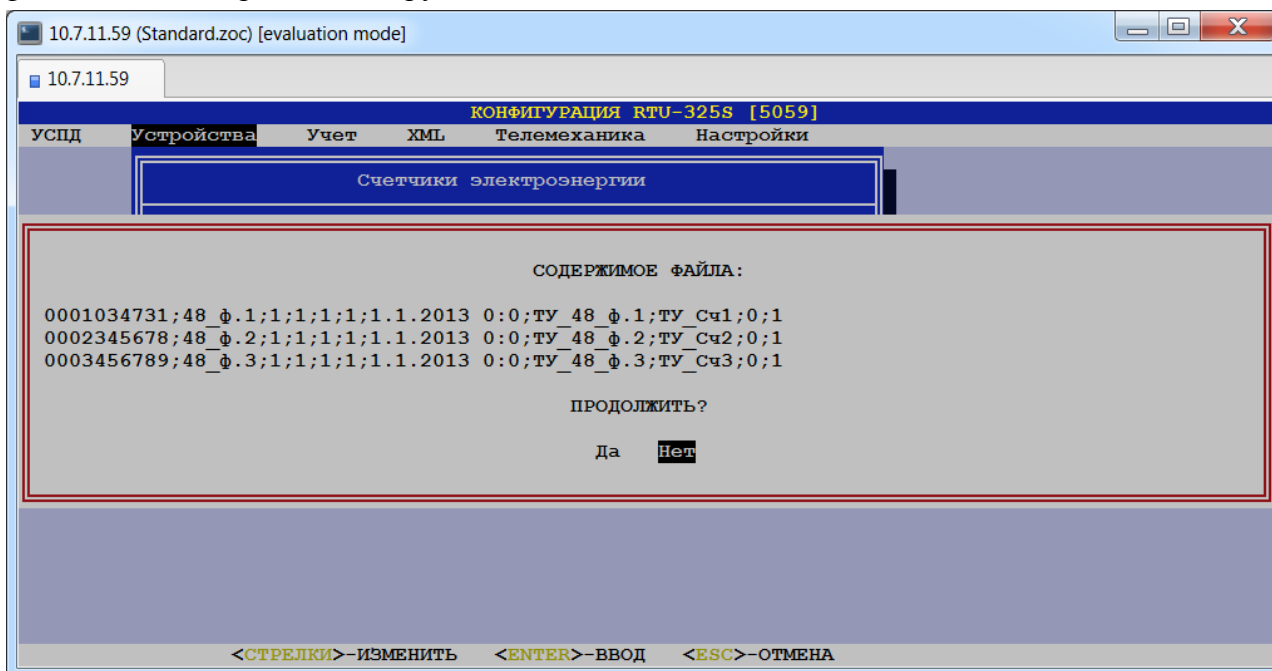 10.7.11.59 (Standard.zoc) [evaluation mode]
10.7.11.59
КОНФИГУРАЦИЯ RTU-325S [5059]
УСПД Устройства Учет XML Телемеханика Настройки
Счетчики электроэнергии
СОДЕРЖИМОЕ ФАЙЛА:
0001034731;48_ф.1;1;1;1;1;1.1.2013 0:0;ТУ_48_ф.1;ТУ_Сч1;0;1
0002345678;48_ф.2;1;1;1;1;1.1.2013 0:0;ТУ_48_ф.2;ТУ_Сч2;0;1
0003456789;48_ф.3;1;1;1;1;1.1.2013 0:0;ТУ_48_ф.3;ТУ_Сч3;0;1
ПРОДОЛЖИТЬ?
Да Нет
<СТРЕЛКИ>-ИЗМЕНИТЬ <ENTER>-ВВОД <ESC>-ОТМЕНА